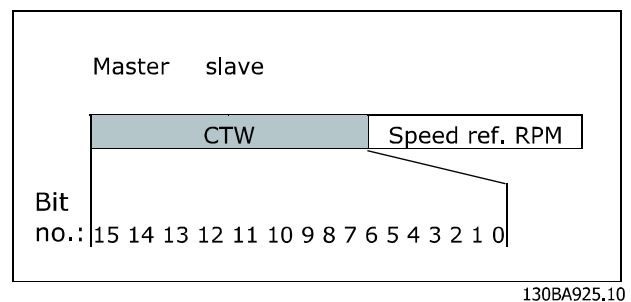 Master slave
CTW Speed ref. RPM
Bit
no.: 15 14 13 12 11 10 9 8 7 6 5 4 3 2 1 0
130BA925.10